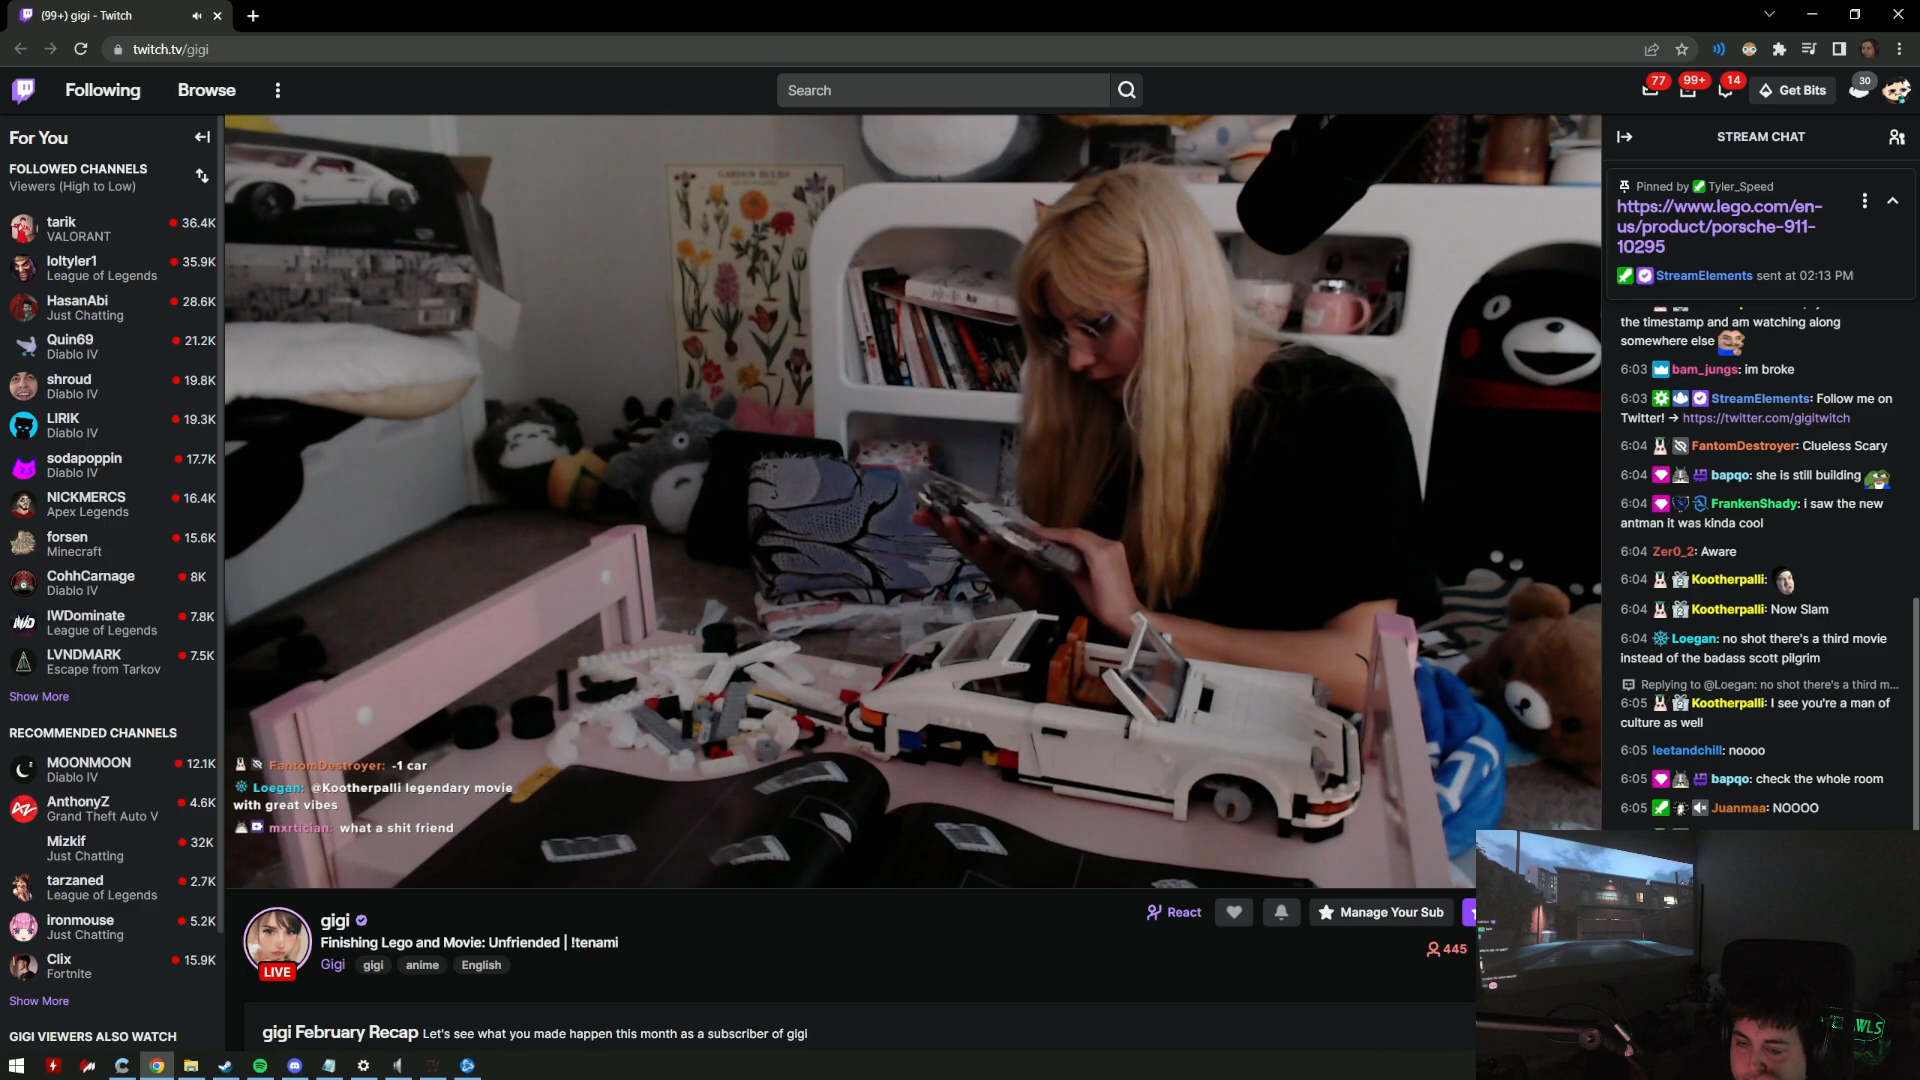 (99+) gigi - Twitch
twitch.tv/gigi
Following
Browse
Search
77
99+
14
Get Bits
30
For You
FOLLOWED CHANNELS
Viewers (High to Low)
tarik
36.4K
VALORANT
loltyler1
35.9K
League of Legends
HasanAbi
28.6K
Just Chatting
Quin69
21.2K
Diablo IV
shroud
19.8K
Diablo IV
LIRIK
19.3K
Diablo IV
sodapoppin
17.7K
Diablo IV
NICKMERCS
16.4K
Apex Legends
forsen
15.6K
Minecraft
CohhCarnage
8K
Diablo IV
IWDominate
7.8K
League of Legends
LVNDMARK
7.5K
Escape from Tarkov
Show More
RECOMMENDED CHANNELS
MOONMOON
12.1K
Diablo IV
AnthonyZ
4.6K
Grand Theft Auto V
Mizkif
32K
Just Chatting
tarzaned
2.7K
League of Legends
ironmouse
5.2K
Just Chatting
Clix
15.9K
Fortnite
Show More
GIGI VIEWERS ALSO WATCH
GARDEN BULBS
FantomDestroyer: -1 car
Loegan: @Kootherpalli legendary movie
with great vibes
mxrtician: what a shit friend
LIVE
gigi
Finishing Lego and Movie: Unfriended | !tenami
Gigi
gigi
anime
English
React
Manage Your Sub
445
gigi February Recap Let's see what you made happen this month as a subscriber of gigi
STREAM CHAT
Pinned by Tyler_Speed
https://www.lego.com/en-
us/product/porsche-911-
10295
StreamElements sent at 02:13 PM
the timestamp and am watching along
somewhere else
6:03 bam_jungs: im broke
6:03 StreamElements: Follow me on
Twitter! → https://twitter.com/gigitwitch
6:04 FantomDestroyer: Clueless Scary
6:04 bapqo: she is still building
6:04 FrankenShady: i saw the new
antman it was kinda cool
6:04 Zer0_2: Aware
6:04 Kootherpalli:
6:04 Kootherpalli: Now Slam
6:04 Loegan: no shot there's a third movie
instead of the badass scott pilgrim
Replying to @Loegan: no shot there's a third m...
6:05 Kootherpalli: I see you're a man of
culture as well
6:05 leetandchill: noooo
6:05 bapqo: check the whole room
6:05 Juanmaa: NOOOO